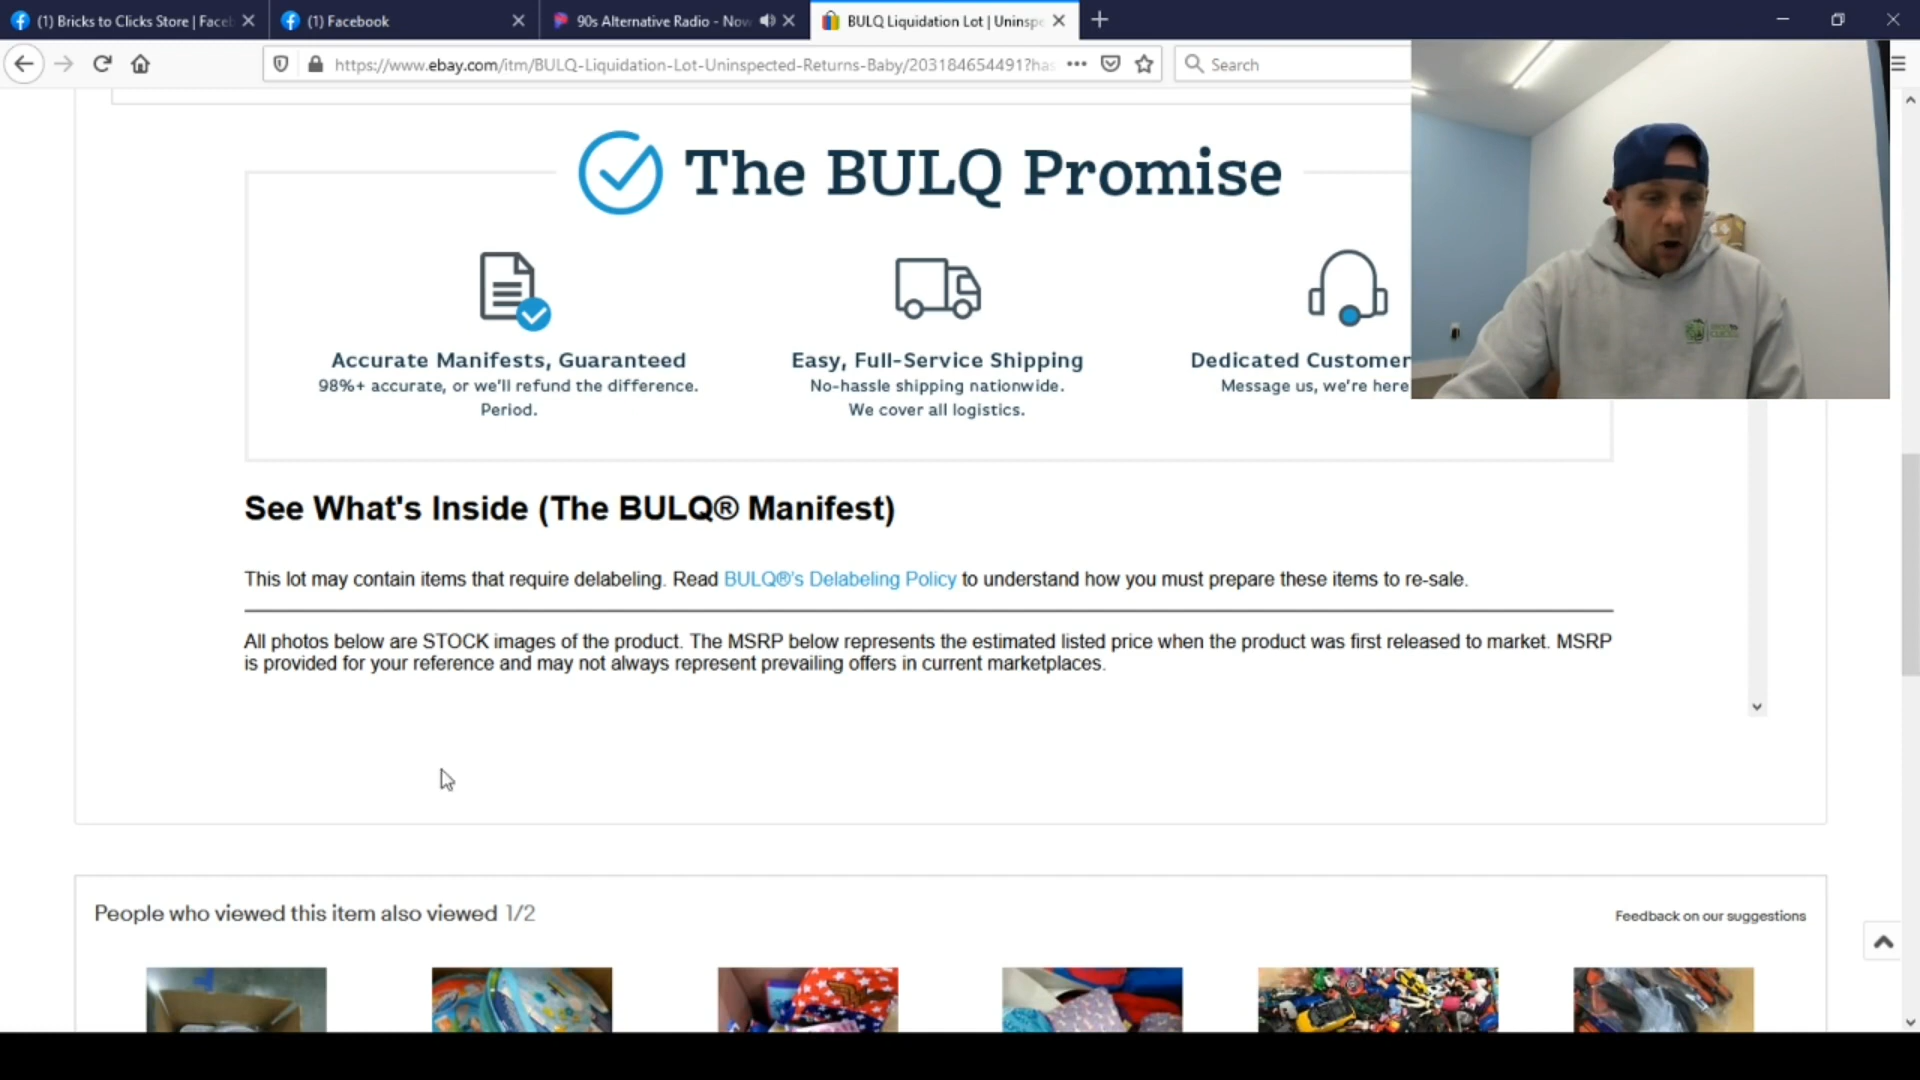 (1) Bricks to Clicks Store | Face
(1) Facebook
90s Alternative Radio - Now
BULQ Liquidation Lot | Uninspe
https://www.ebay.com/itm/BULQ-Liquidation-Lot-Uninspected-Returns-Baby/203184654491?has
Search
The BULQ Promise
Accurate Manifests, Guaranteed
98%+ accurate, or we'll refund the difference.
Period.
Easy, Full-Service Shipping
No-hassle shipping nationwide.
We cover all logistics.
Dedicated Customer
Message us, we're here
See What's Inside (The BULQ® Manifest)
This lot may contain items that require delabeling. Read BULQ®'s Delabeling Policy to understand how you must prepare these items to re-sale.
All photos below are STOCK images of the product. The MSRP below represents the estimated listed price when the product was first released to market. MSRP
is provided for your reference and may not always represent prevailing offers in current marketplaces.
People who viewed this item also viewed 1/2
Feedback on our suggestions